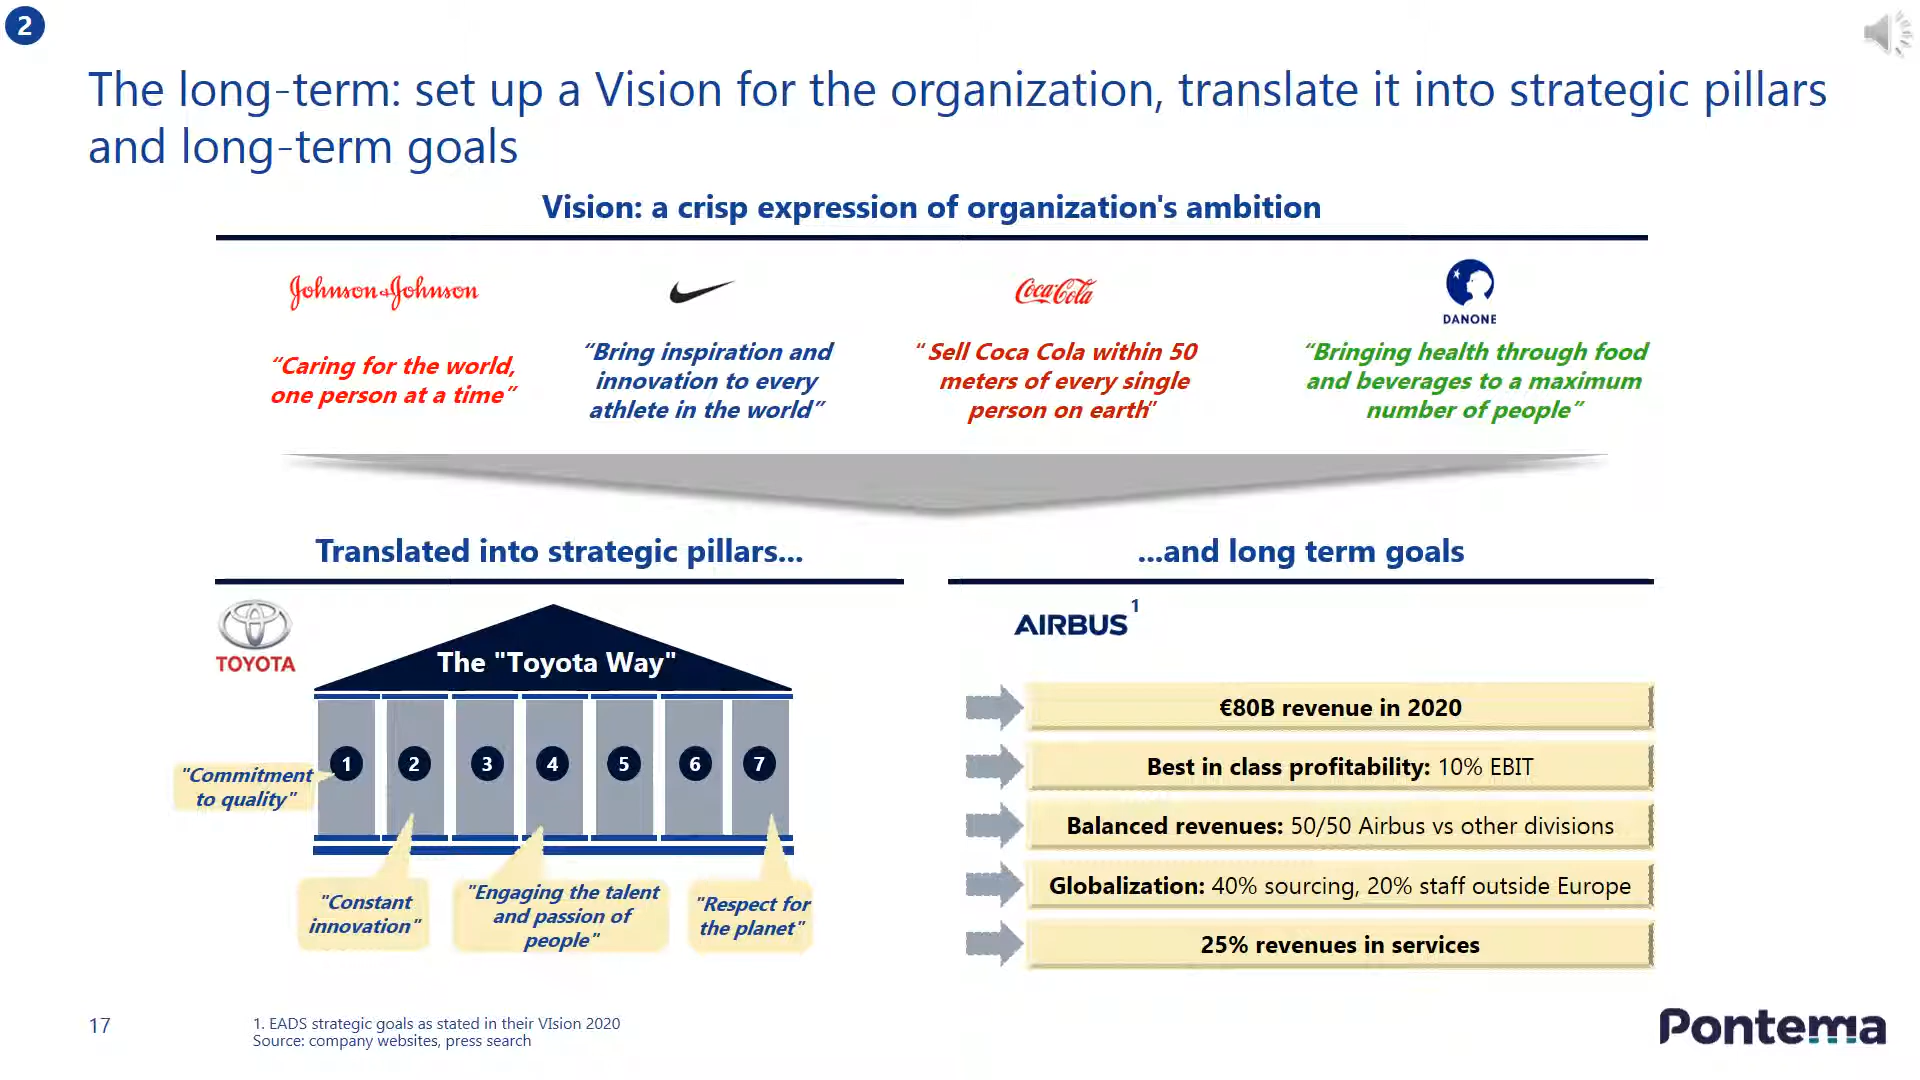 2
The long-term: set up a Vision for the organization, translate it into strategic pillars
and long-term goals
Vision: a crisp expression of organization's ambition
Johnson & Johnson
Coca-Cola
DANONE
“Caring for the world,
one person at a time”
“Bring inspiration and
innovation to every
athlete in the world”
“Sell Coca Cola within 50
meters of every single
person on earth”
“Bringing health through food
and beverages to a maximum
number of people”
Translated into strategic pillars...
TOYOTA
The "Toyota Way"
1
2
3
4
5
6
7
"Commitment
to quality"
"Constant
innovation"
"Engaging the talent
and passion of
people"
"Respect for
the planet"
...and long term goals
AIRBUS 1
€80B revenue in 2020
Best in class profitability: 10% EBIT
Balanced revenues: 50/50 Airbus vs other divisions
Globalization: 40% sourcing, 20% staff outside Europe
25% revenues in services
17
1. EADS strategic goals as stated in their VIsion 2020
Source: company websites, press search
Pontema